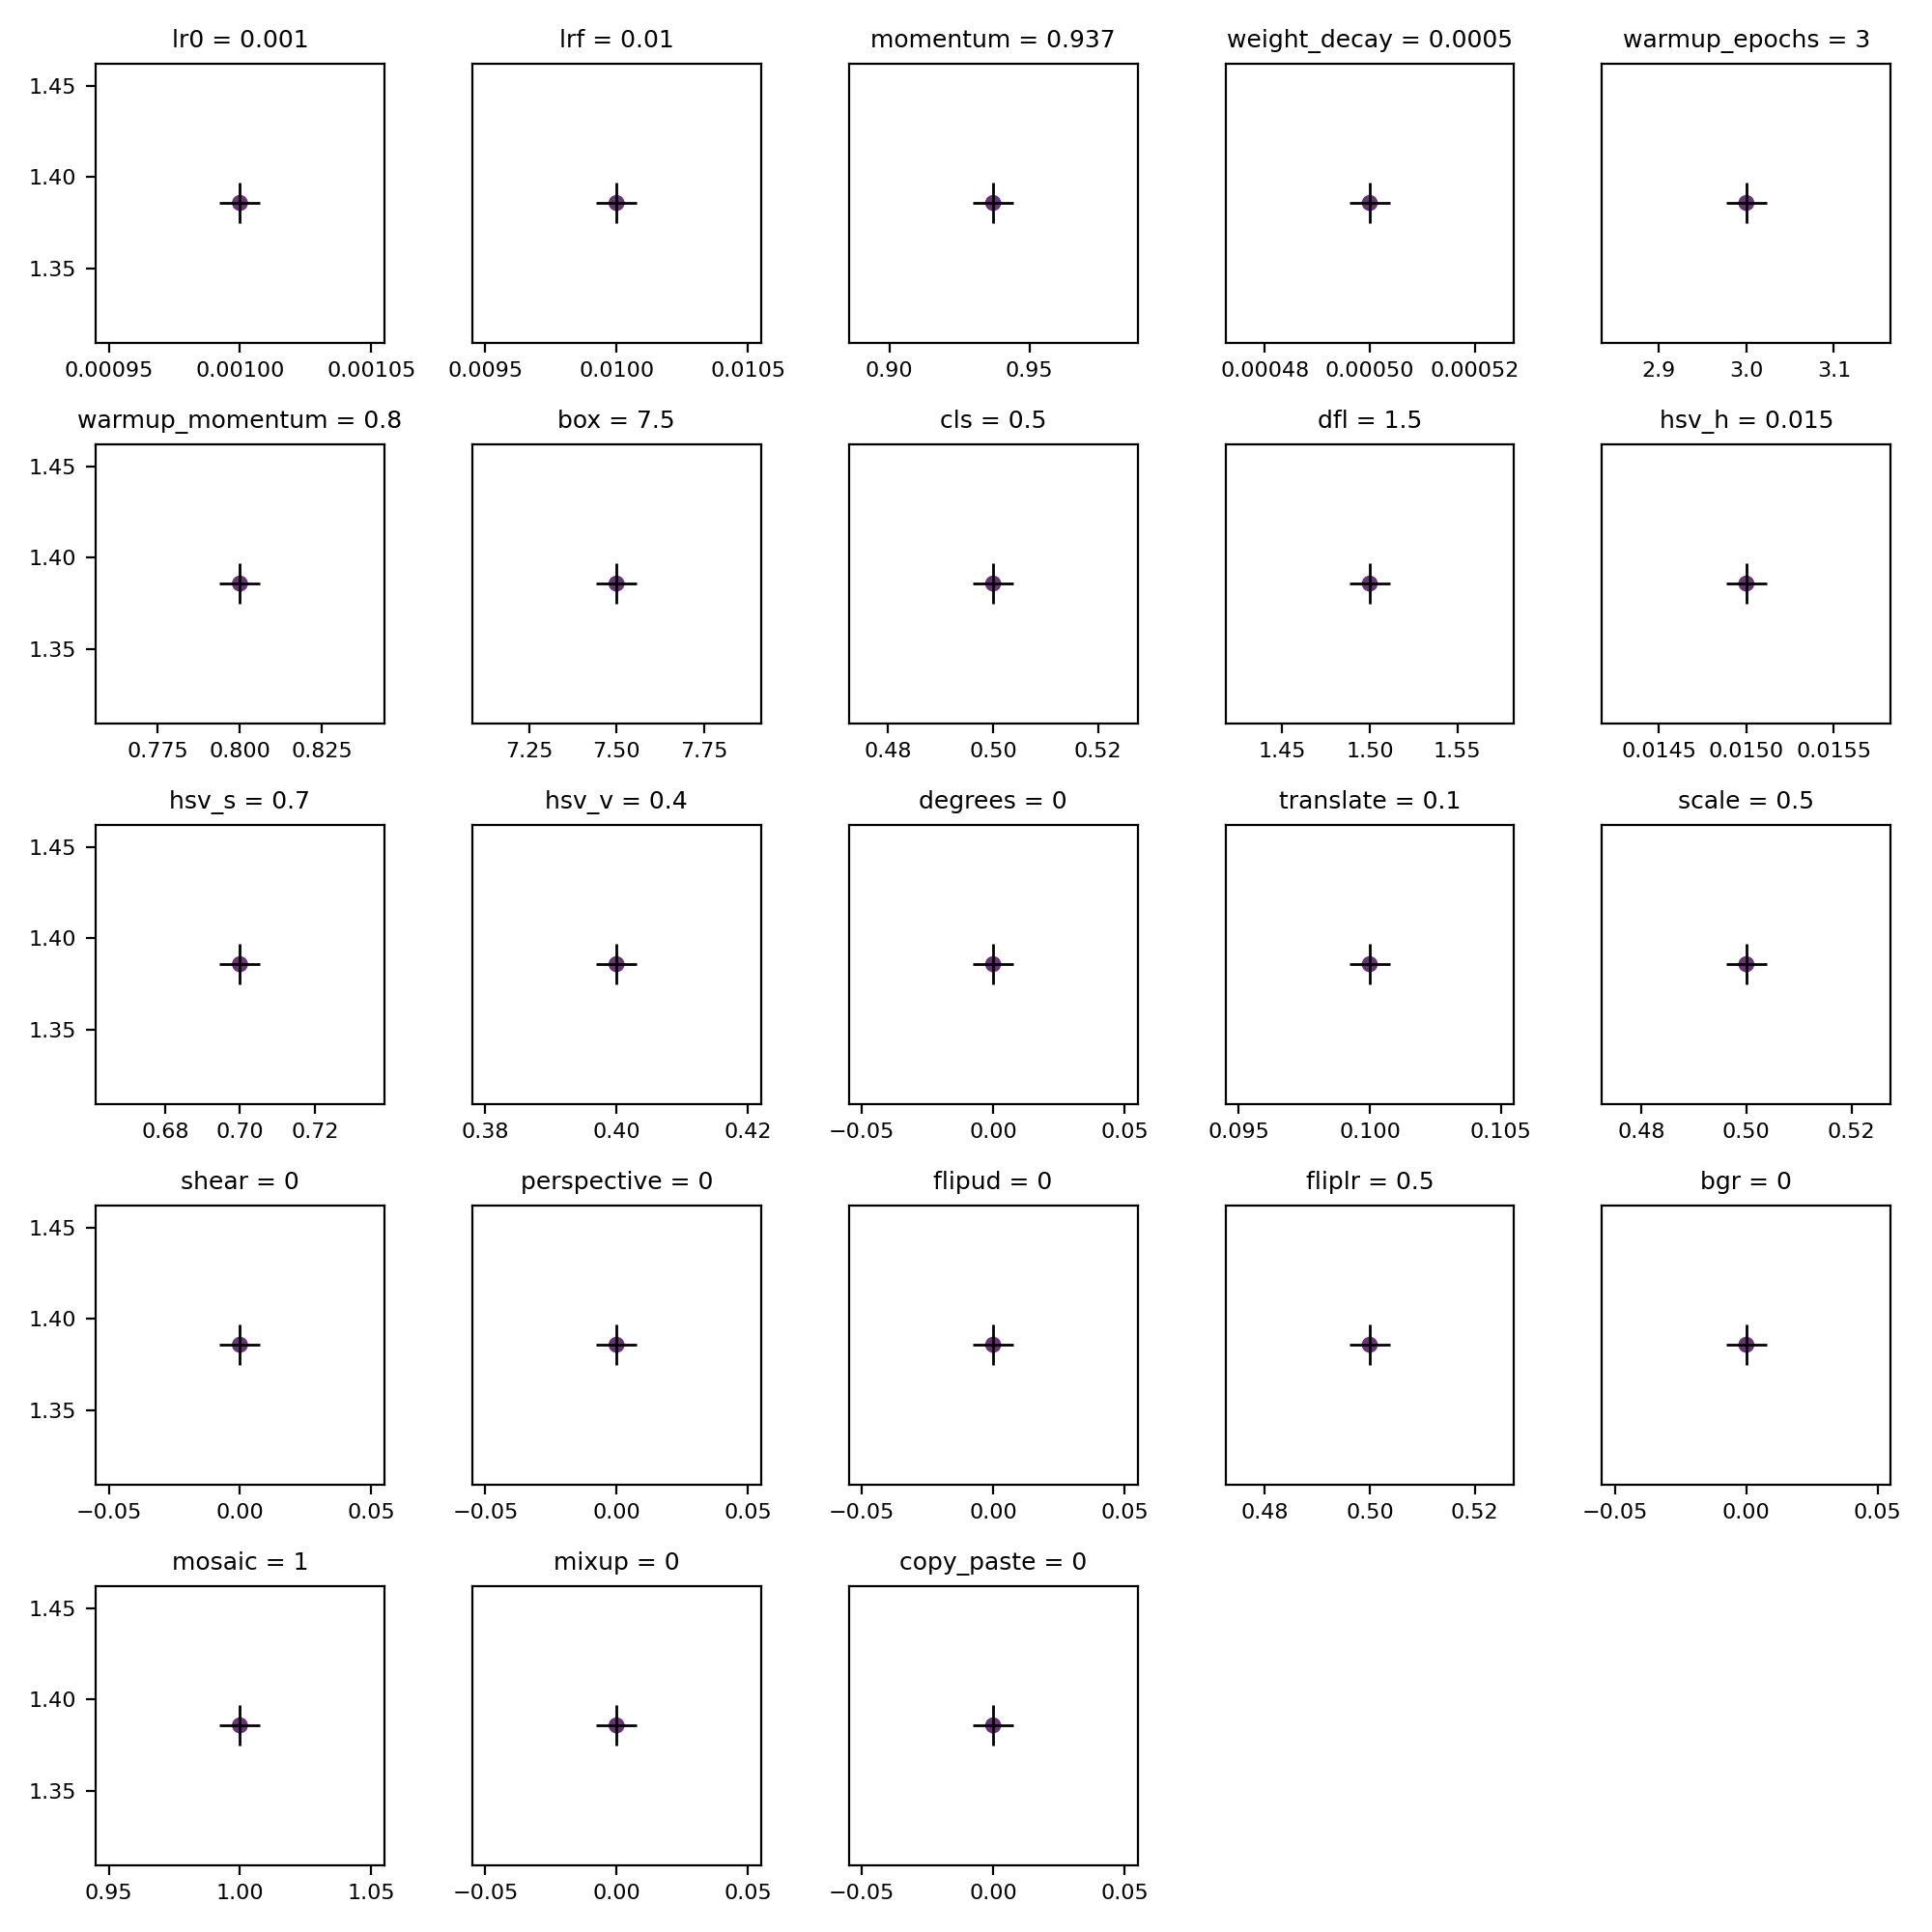 lr0 = 0.001 lrf = 0.01 momentum = 0.937 weight_decay = 0.0005 warmup_epochs = 3
1.45
1.40
1.35
0.00095 0.00100 0.00105 0.0095 0.0100 0.0105 0.90 0.95 0.00048 0.00050 0.00052 2.9 3.0 3.1
warmup_momentum = 0.8 box = 7.5 cls = 0.5 dfl = 1.5 hsv_h = 0.015
1.45
1.40
1.35
0.775 0.800 0.825 7.25 7.50 7.75 0.48 0.50 0.52 1.45 1.50 1.55 0.0145 0.0150 0.0155
hsv_s = 0.7 hsv_v = 0.4 degrees = 0 translate = 0.1 scale = 0.5
1.45
1.40
1.35
0.68 0.70 0.72 0.38 0.40 0.42 −0.05 0.00 0.05 0.095 0.100 0.105 0.48 0.50 0.52
shear = 0 perspective = 0 flipud = 0 fliplr = 0.5 bgr = 0
1.45
1.40
1.35
−0.05 0.00 0.05 −0.05 0.00 0.05 −0.05 0.00 0.05 0.48 0.50 0.52 −0.05 0.00 0.05
mosaic = 1 mixup = 0 copy_paste = 0
1.45
1.40
1.35
0.95 1.00 1.05 −0.05 0.00 0.05 −0.05 0.00 0.05